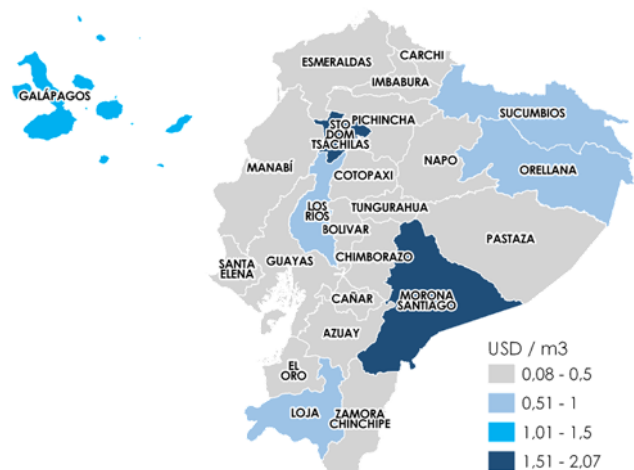 CARCHI
ESMERALDAS
IMBABURA
GALÁPAGOS
SUCUMBIOS
PICHINCHA
STO
DOM
TSÁCHILAS
MANABÍ
NAPO
COTOPAXI
ORELLANA
LOS
RÍOS
TUNGURAHUA
BOLIVAR
PASTAZA
GUAYAS
CHIMBORAZO
SANTA
ELENA
CAÑAR
MORONA
SANTIAGO
AZUAY
EL
ORO
LOJA
ZAMORA
CHINCHIPE
USD / m3
0,08 - 0,5
0,51 - 1
1,01 - 1,5
1,51 - 2,07